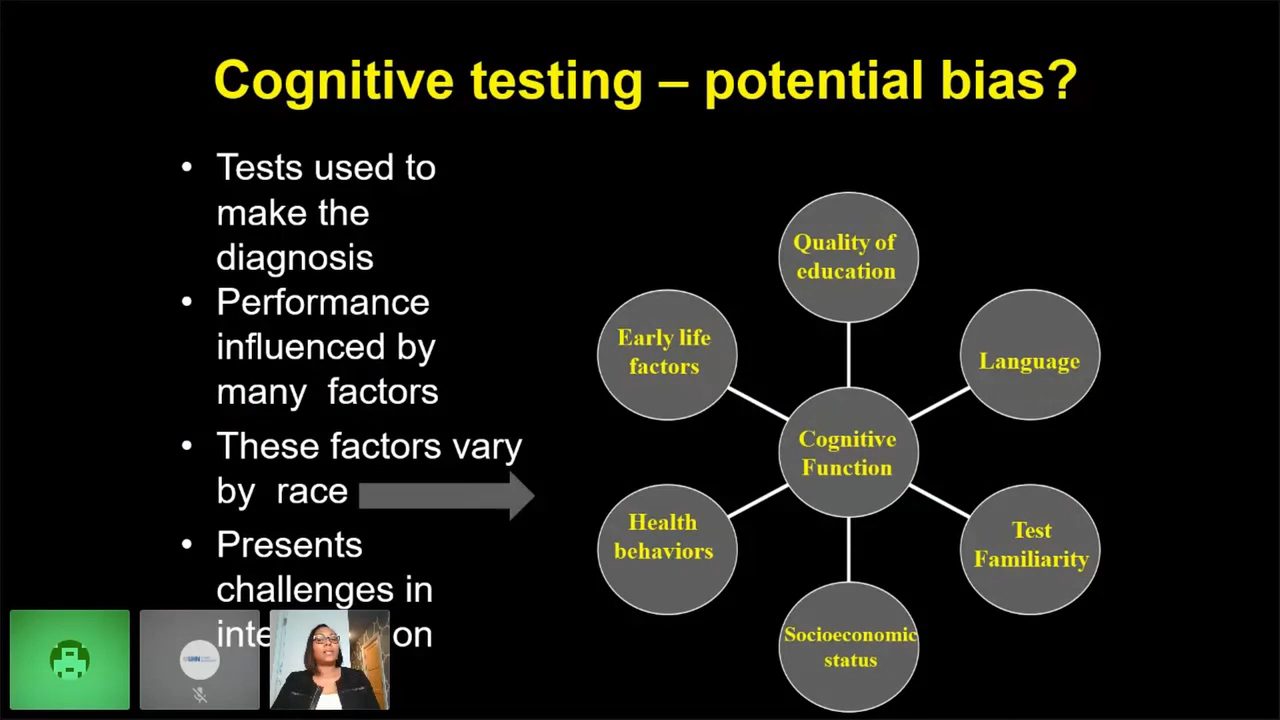 Cognitive testing – potential bias?
• Tests used to
make the
diagnosis
• Performance
influenced by
many factors
• These factors vary
by race
• Presents
challenges in
Quality of
education
Early life
factors
Language
Cognitive
Function
Health
behaviors
Test
Familiarity
Socioeconomic
status